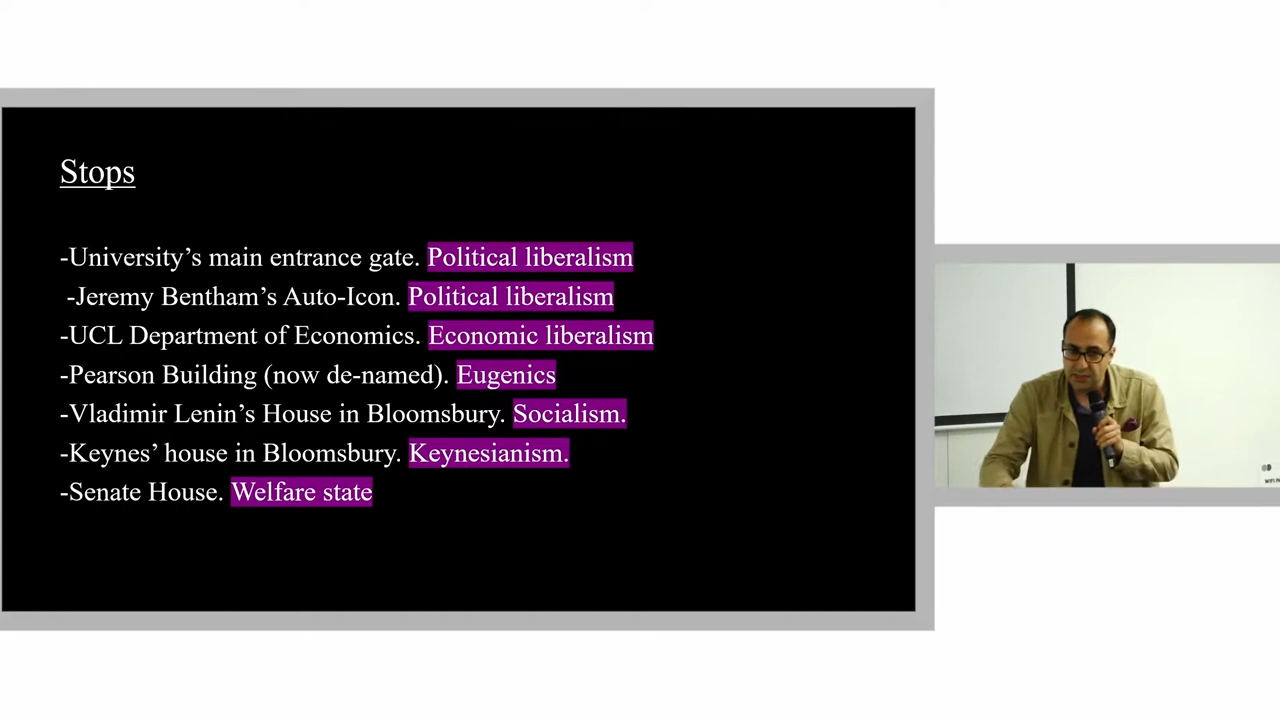 Stops
-University’s main entrance gate. Political liberalism
-Jeremy Bentham’s Auto-Icon. Political liberalism
-UCL Department of Economics. Economic liberalism
-Pearson Building (now de-named). Eugenics
-Vladimir Lenin’s House in Bloomsbury. Socialism.
-Keynes’ house in Bloomsbury. Keynesianism.
-Senate House. Welfare state